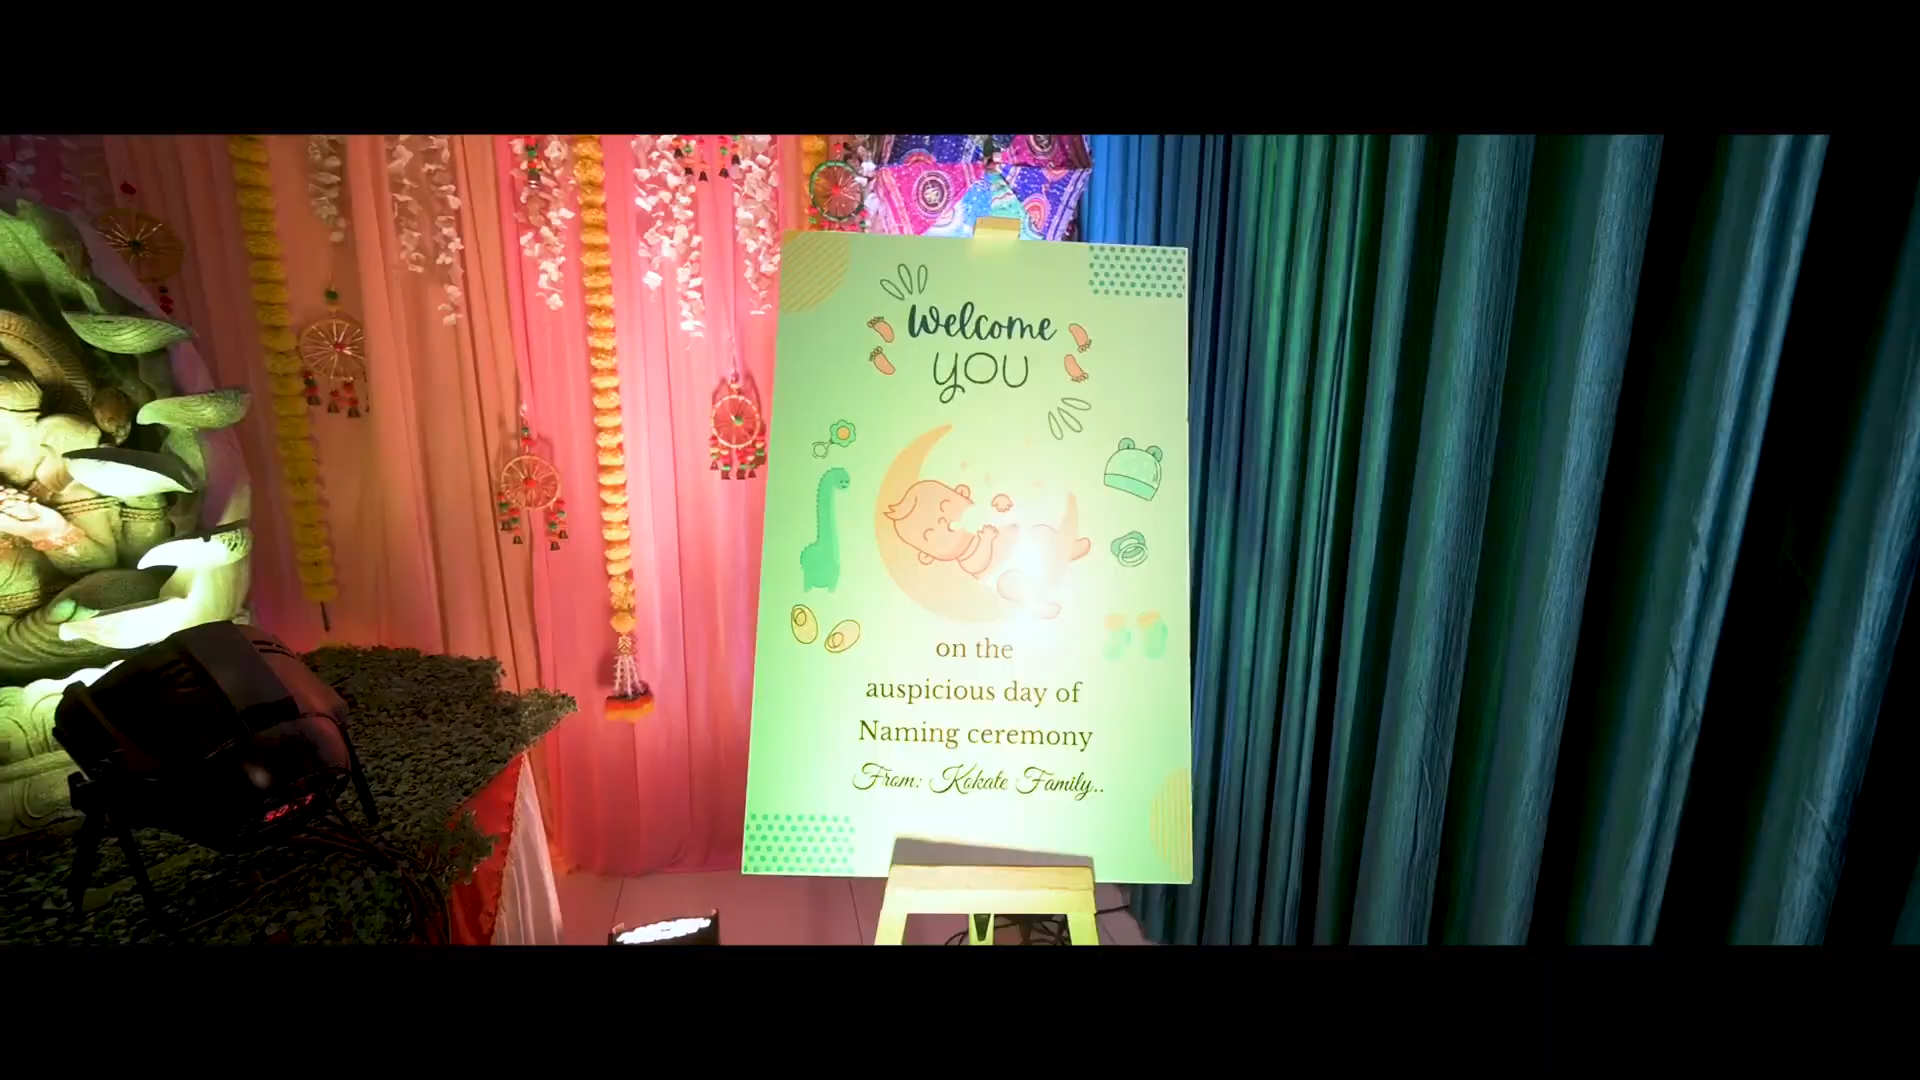 Welcome
YOU
on the
auspicious day of
Naming ceremony
From: Kokate Family..